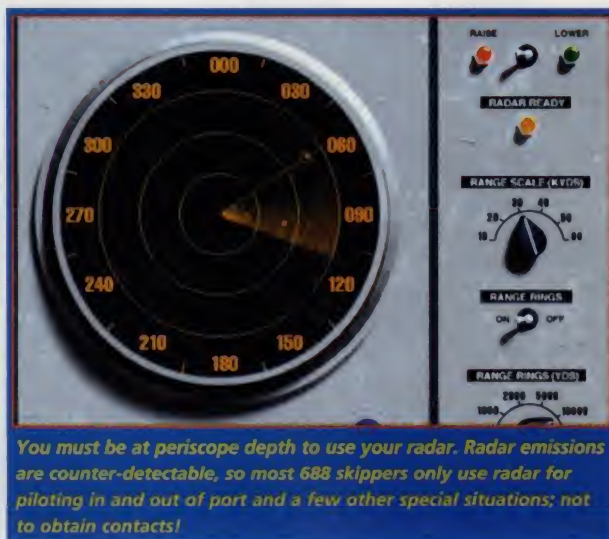 RAISE
LOWER
RADAR READY
RANGE SCALE (KYDS)
10 20 30 40 50 60
RANGE RINGS
ON OFF
RANGE RINGS (YDS)
1000 2000 5000 10000
000
030
060
090
120
150
180
210
240
270
300
330
You must be at periscope depth to use your radar. Radar emissions
are counter-detectable, so most 688 skippers only use radar for
piloting in and out of port and a few other special situations; not
to obtain contacts!